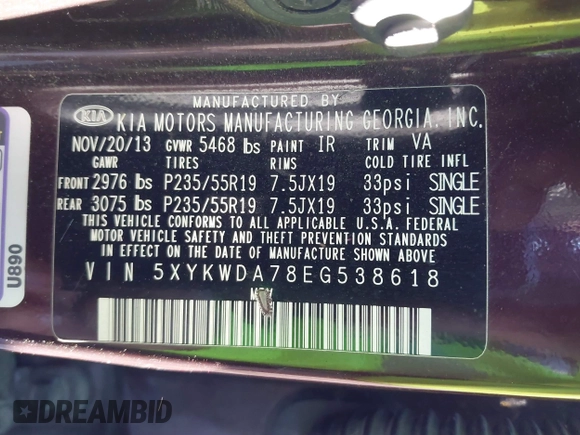 MANUFACTURED BY
KIA KIA MOTORS MANUFACTURING GEORGIA, INC.
NOV/20/13 GVWR 5468 lbs PAINT IR TRIM VA
GAWR TIRES RIMS COLD TIRE INFL
FRONT 2976 lbs P235/55R19 7.5JX19 33psi SINGLE
REAR 3075 lbs P235/55R19 7.5JX19 33psi SINGLE
THIS VEHICLE CONFORMS TO ALL APPLICABLE U.S.A. FEDERAL
MOTOR VEHICLE SAFETY AND THEFT PREVENTION STANDARDS
IN EFFECT ON THE DATE OF MANUFACTURE SHOWN ABOVE.
VIN 5XYKWDA78EG538618
U890
DREAMBID